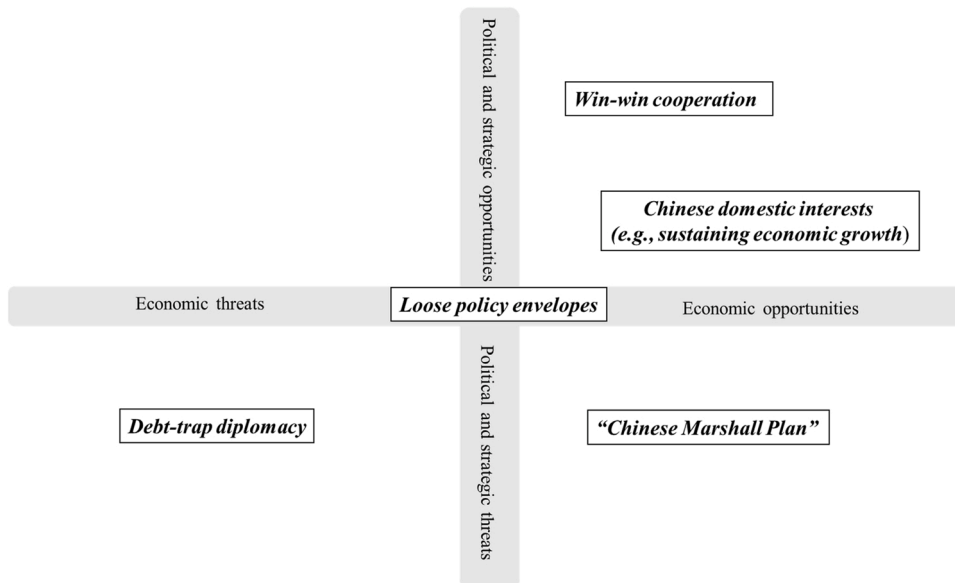 Political and strategic opportunities
Win-win cooperation
Chinese domestic interests
(e.g., sustaining economic growth)
Economic threats
Loose policy envelopes
Economic opportunities
Political and strategic threats
Debt-trap diplomacy
“Chinese Marshall Plan”